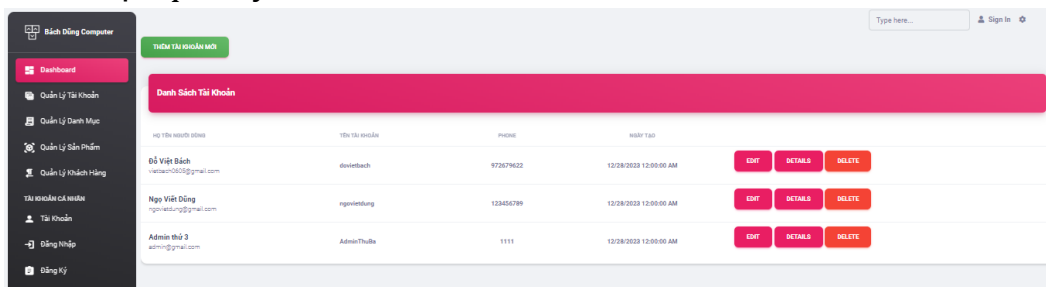 Bách Dũng Computer
Dashboard
Quản Lý Tài Khoản
Quản Lý Danh Mục
Quản Lý Sản Phẩm
Quản Lý Khách Hàng
TÀI KHOẢN CÁ NHÂN
Tài Khoản
Đăng Nhập
Đăng Ký
Type here...
Sign In
THÊM TÀI KHOẢN MỚI
Danh Sách Tài Khoản
HỌ TÊN NGƯỜI DÙNG TÊN TÀI KHOẢN PHONE NGÀY TẠO
Đỗ Việt Bách dovietbach 972679622 12/28/2023 12:00:00 AM EDIT DETAILS DELETE
vietbach0605@gmail.com
Ngọ Viết Dũng ngovietdung 123456789 12/28/2023 12:00:00 AM EDIT DETAILS DELETE
ngovietdung@gmail.com
Admin thứ 3 AdminThuBa 1111 12/28/2023 12:00:00 AM EDIT DETAILS DELETE
admin@gmail.com